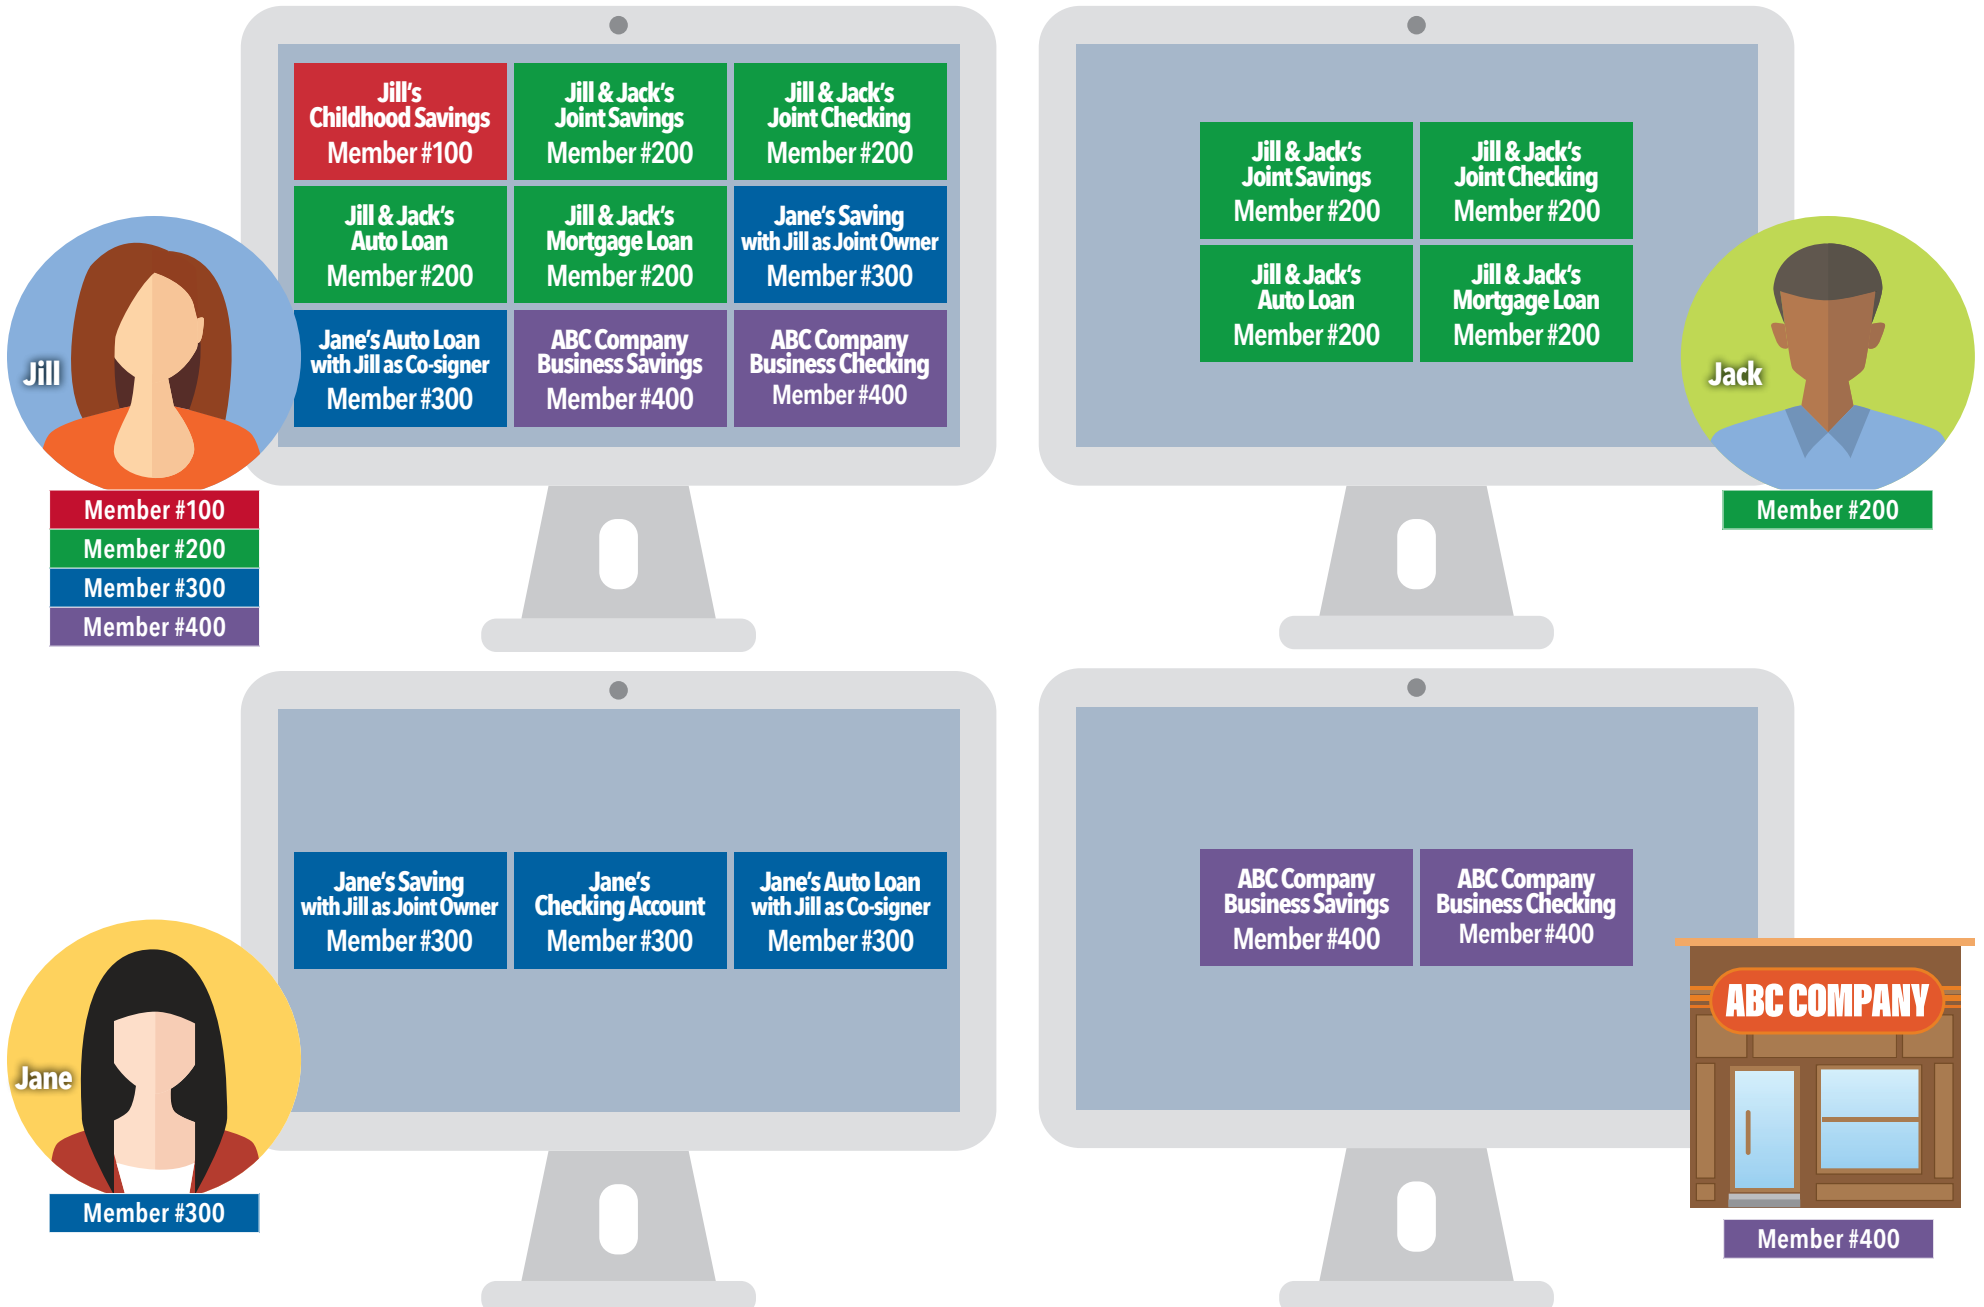 Jill's
Childhood Savings
Member #100
Jill & Jack's
Joint Savings
Member #200
Jill & Jack's
Joint Checking
Member #200
Jill & Jack's
Auto Loan
Member #200
Jill & Jack's
Mortgage Loan
Member #200
Jane's Saving
with Jill as Joint Owner
Member #300
Jane's Auto Loan
with Jill as Co-signer
Member #300
ABC Company
Business Savings
Member #400
ABC Company
Business Checking
Member #400
Jill
Member #100
Member #200
Member #300
Member #400
Jill & Jack's
Joint Savings
Member #200
Jill & Jack's
Joint Checking
Member #200
Jill & Jack's
Auto Loan
Member #200
Jill & Jack's
Mortgage Loan
Member #200
Jack
Member #200
Jane's Saving
with Jill as Joint Owner
Member #300
Jane's
Checking Account
Member #300
Jane's Auto Loan
with Jill as Co-signer
Member #300
Jane
Member #300
ABC Company
Business Savings
Member #400
ABC Company
Business Checking
Member #400
ABC COMPANY
Member #400